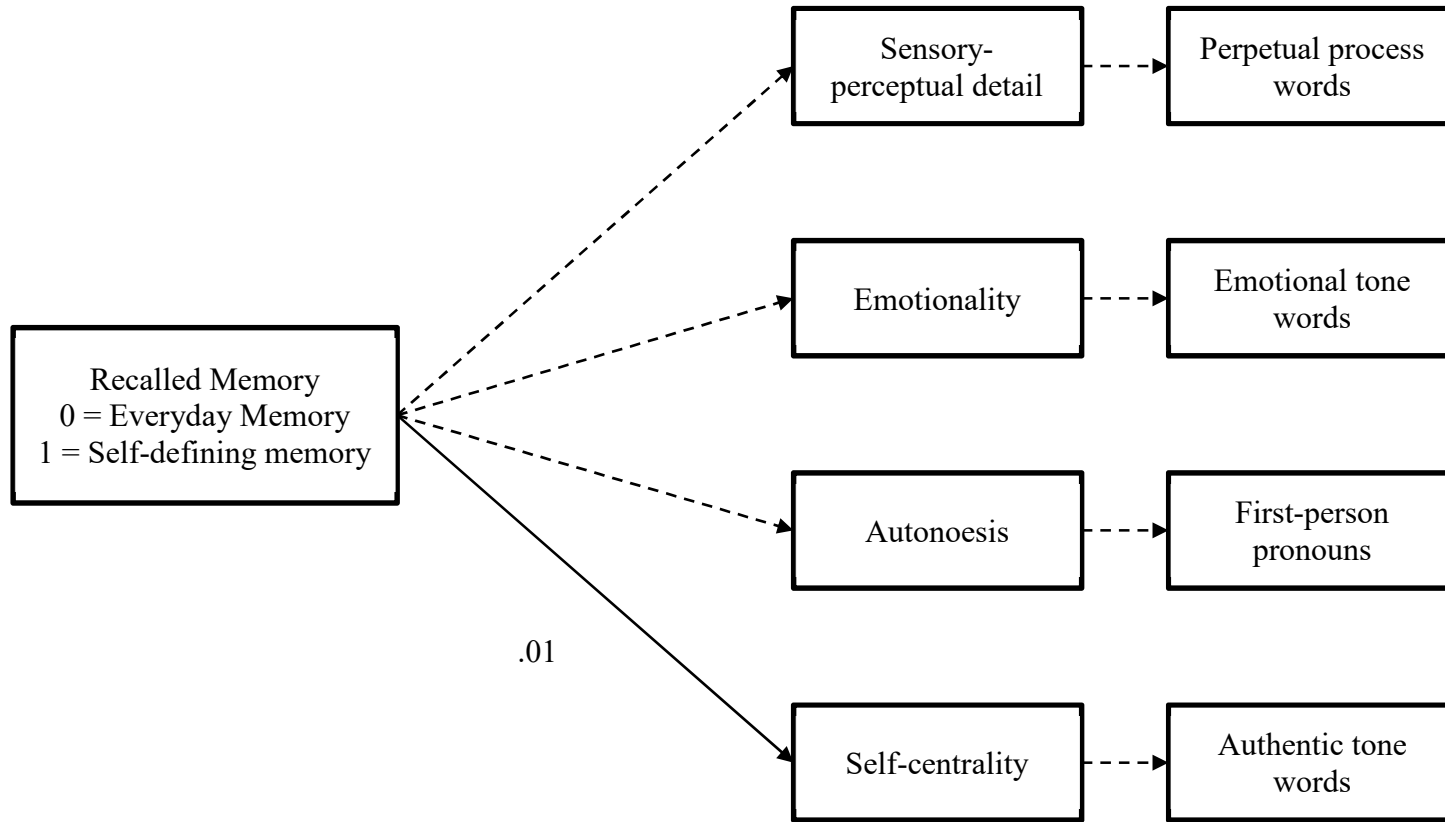 Sensory-
perceptual detail
Perpetual process
words
Emotionality
Emotional tone
words
Recalled Memory
0 = Everyday Memory
1 = Self-defining memory
Autonoesis
First-person
pronouns
.01
Self-centrality
Authentic tone
words